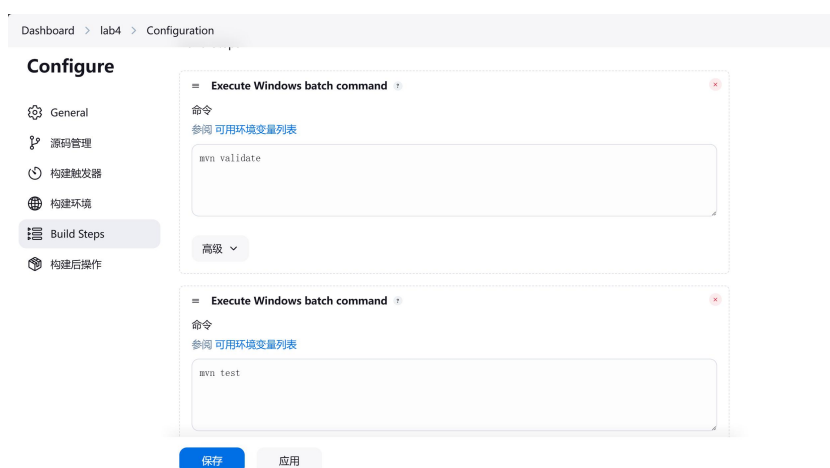 Dashboard > lab4 > Configuration
Configure
General
源码管理
构建触发器
构建环境
Build Steps
构建后操作
Execute Windows batch command ?
命令
参阅 可用环境变量列表
mvn validate
高级
Execute Windows batch command ?
命令
参阅 可用环境变量列表
mvn test
保存 应用